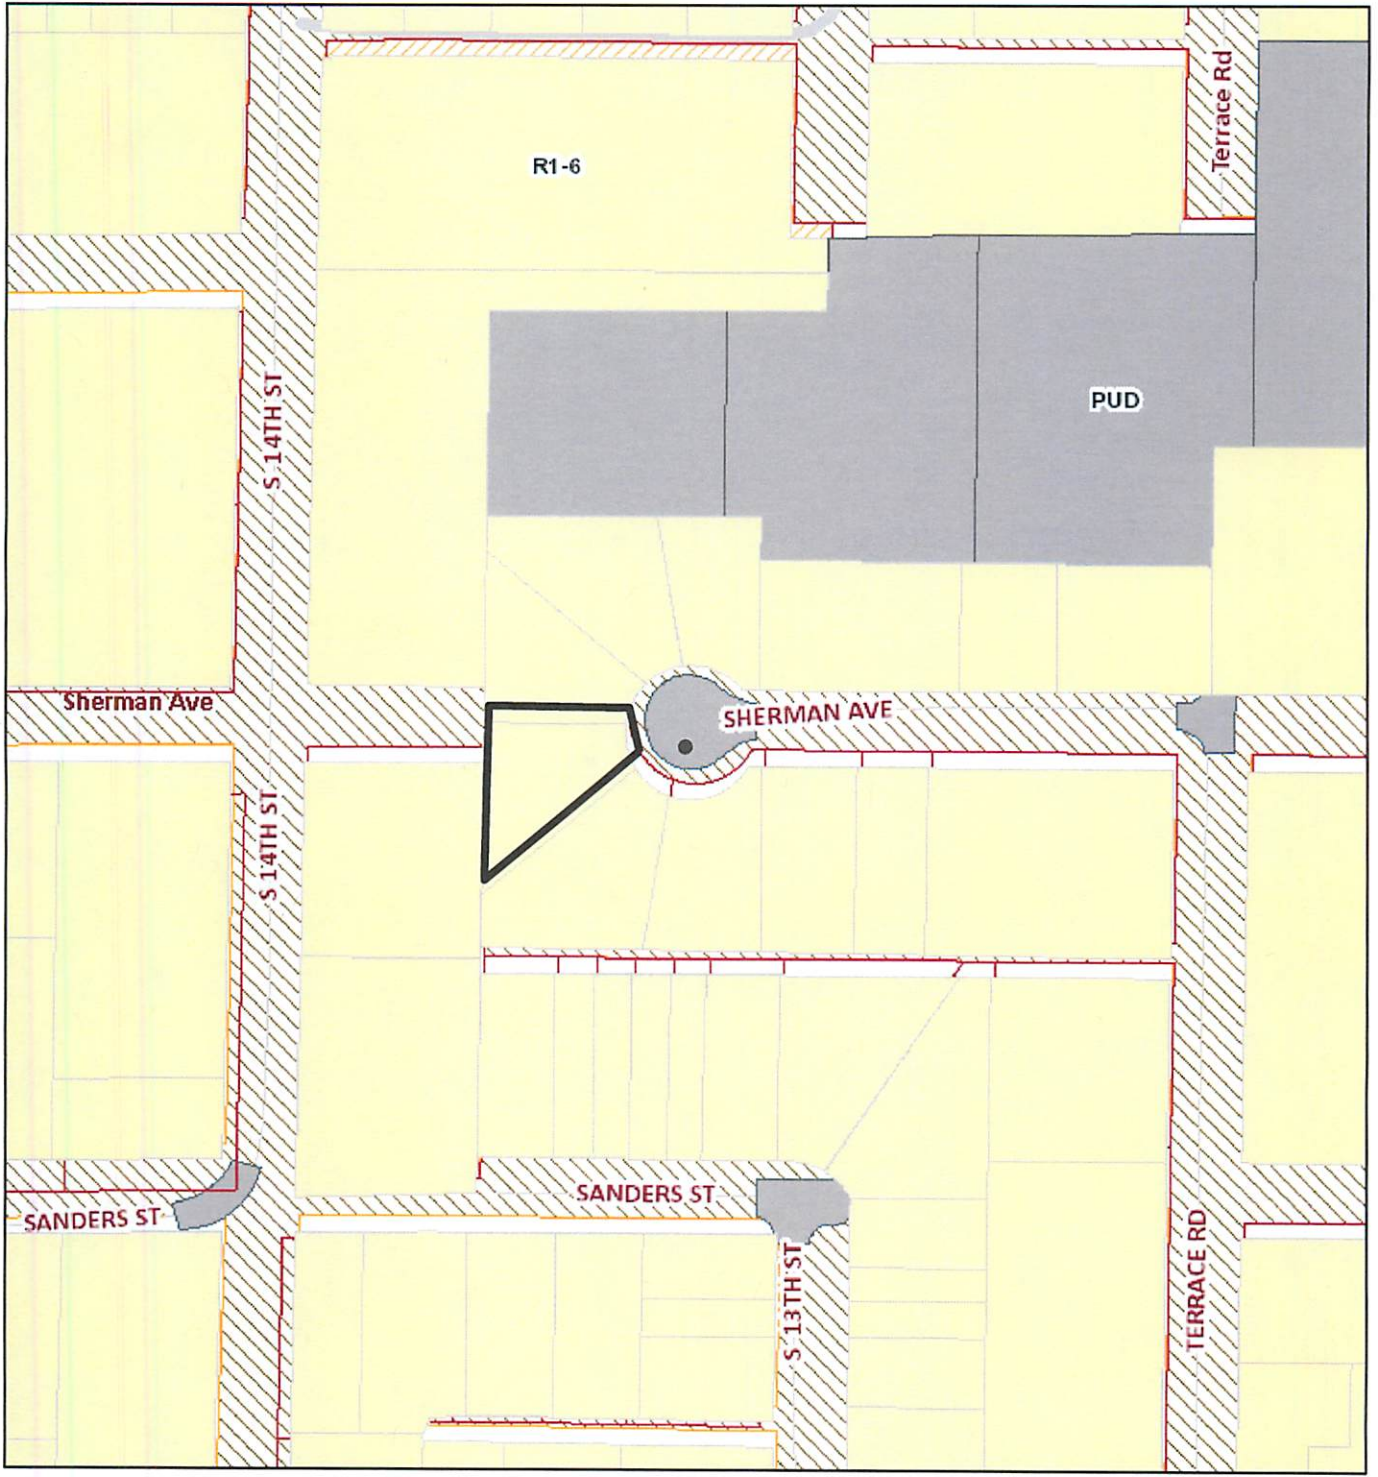 Terrace Rd
R1-6
PUD
S 14TH ST
Sherman Ave
SHERMAN AVE
S 14TH ST
SANDERS ST
SANDERS ST
S 13TH ST
TERRACE RD